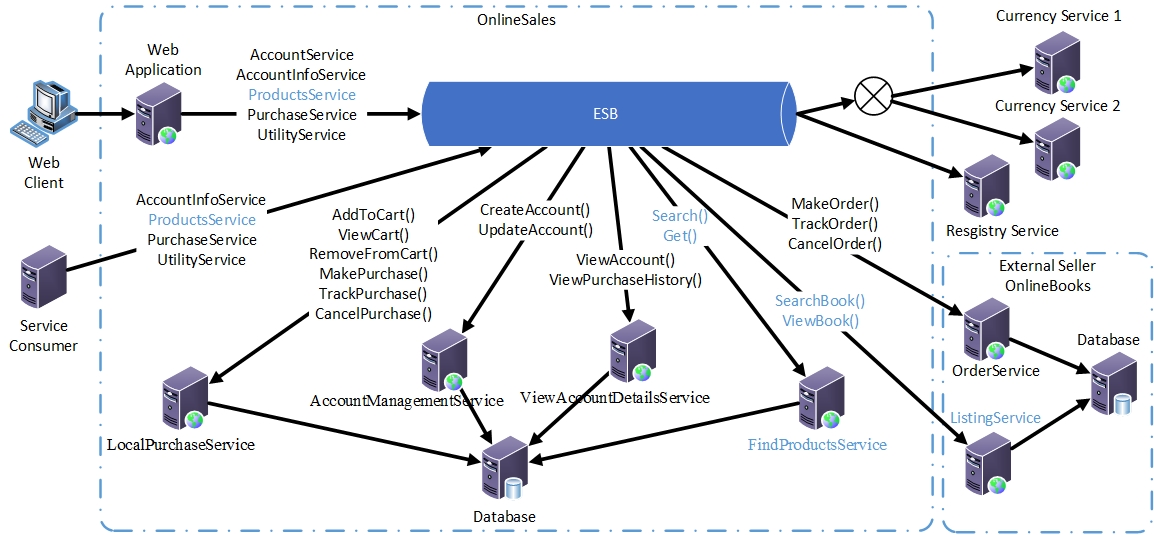 OnlineSales
Currency Service 1
Web
Application
AccountService
AccountInfoService
ProductsService
PurchaseService
UtilityService
ESB
Currency Service 2
Web
Client
AccountInfoService
ProductsService
PurchaseService
UtilityService
AddToCart()
ViewCart()
RemoveFromCart()
MakePurchase()
TrackPurchase()
CancelPurchase()
CreateAccount()
UpdateAccount()
ViewAccount()
ViewPurchaseHistory()
Search()
Get()
MakeOrder()
TrackOrder()
CancelOrder()
Resgistry Service
SearchBook()
ViewBook()
External Seller
OnlineBooks
Service
Consumer
Database
OrderService
LocalPurchaseService
AccountManagementService
ViewAccountDetailsService
FindProductsService
ListingService
Database